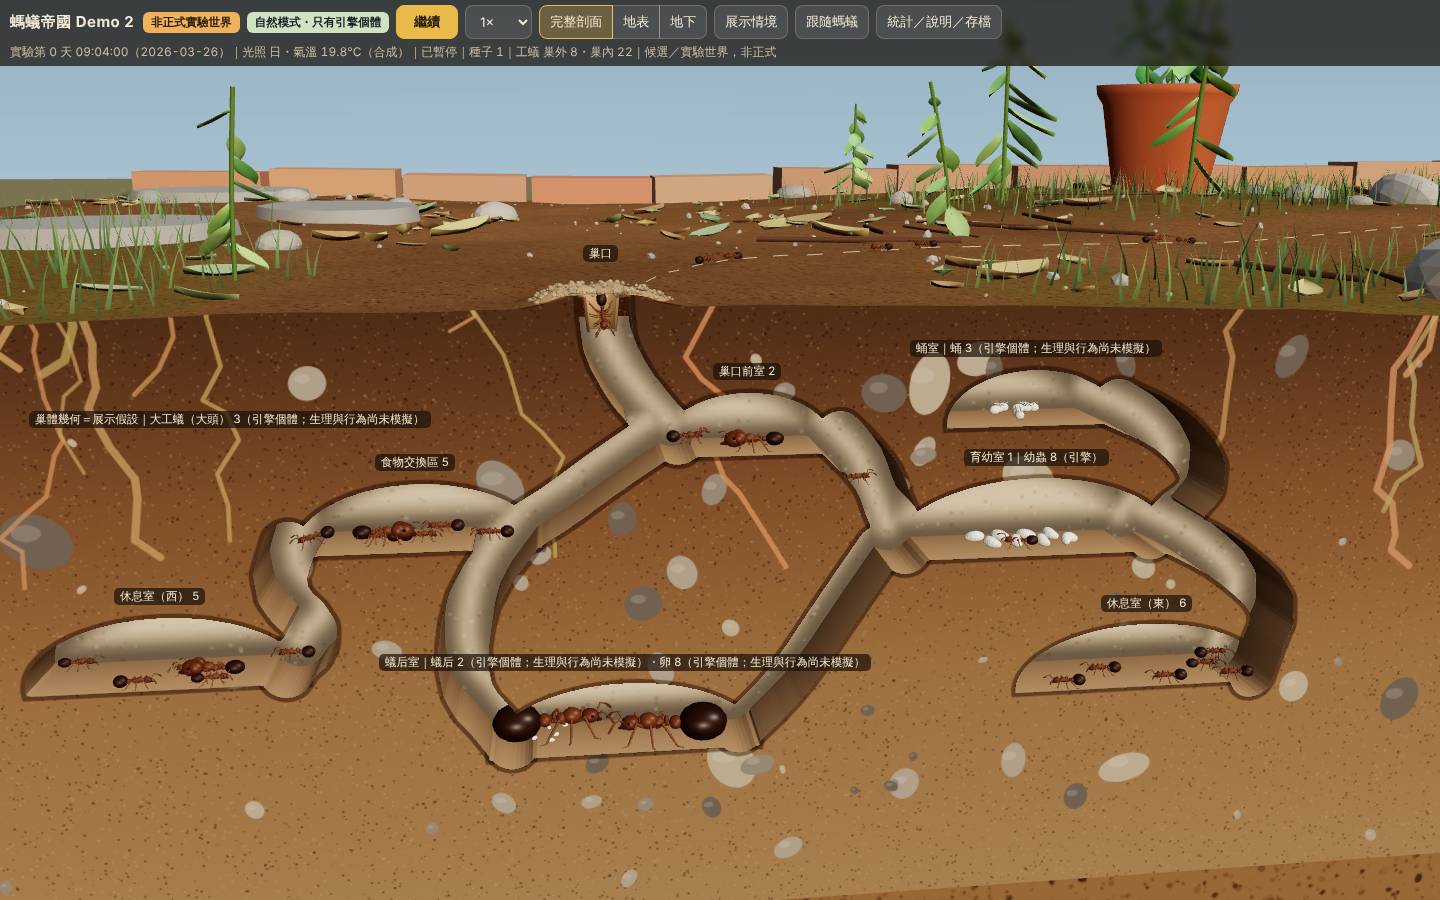 螞蟻帝國 Demo 2 非正式實驗世界 自然模式・只有引擎個體 繼續 1× 完整剖面 地表 地下 展示情境 跟隨螞蟻 統計／說明／存檔
實驗第 0 天 09:04:00（2026-03-26）｜光照 日・氣溫 19.8°C（合成）｜已暫停｜種子 1｜工蟻 巢外 8・巢內 22｜候選／實驗世界，非正式
巢口
蛹室｜蛹 3（引擎個體；生理與行為尚未模擬）
巢口前室 2
巢體幾何＝展示假設｜大工蟻（大頭） 3（引擎個體；生理與行為尚未模擬）
食物交換區 5
育幼室 1｜幼蟲 8（引擎）
休息室（西） 5
休息室（東） 6
蟻后室｜蟻后 2（引擎個體；生理與行為尚未模擬）・卵 8（引擎個體；生理與行為尚未模擬）